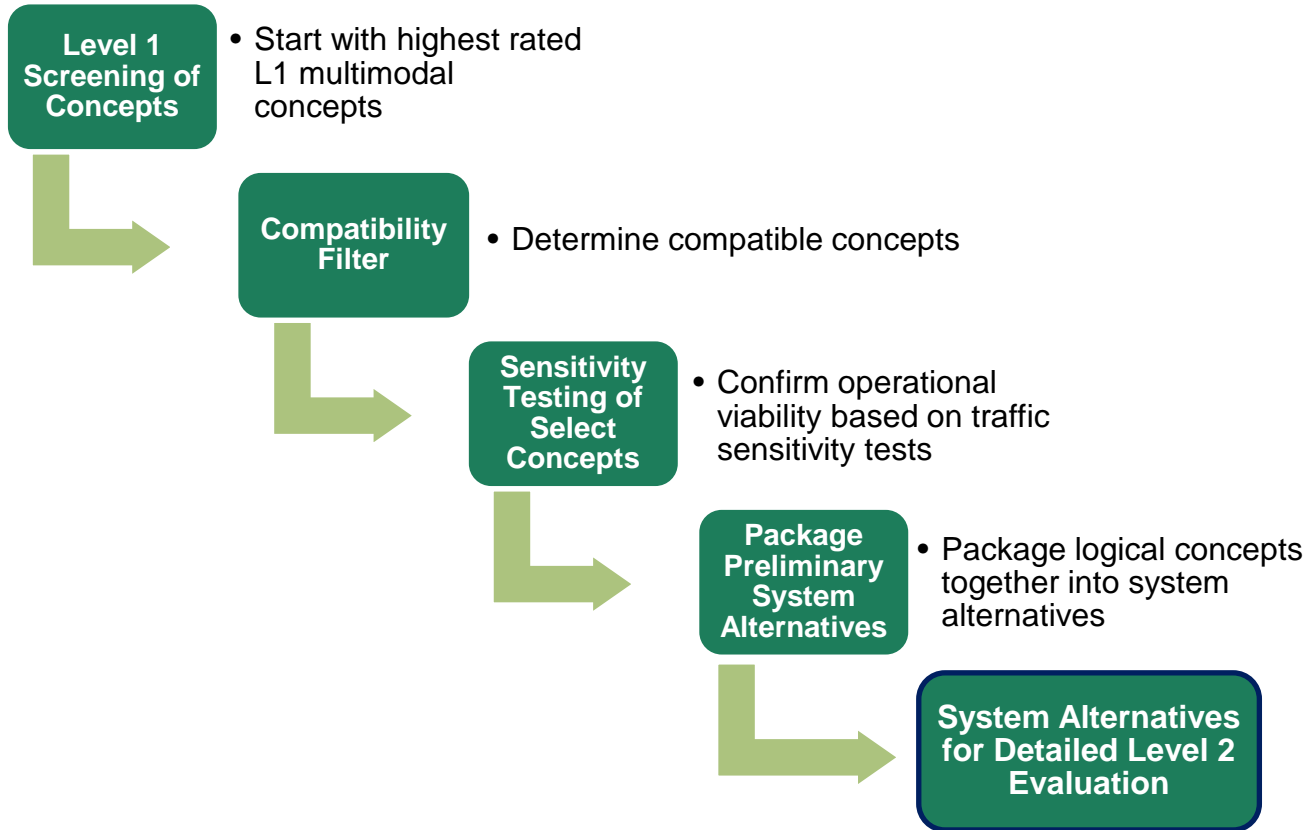 Level 1
Screening of
Concepts
• Start with highest rated
L1 multimodal
concepts
Compatibility
Filter
• Determine compatible concepts
Sensitivity
Testing of
Select
Concepts
• Confirm operational
viability based on traffic
sensitivity tests
Package
Preliminary
System
Alternatives
• Package logical concepts
together into system
alternatives
System Alternatives
for Detailed Level 2
Evaluation